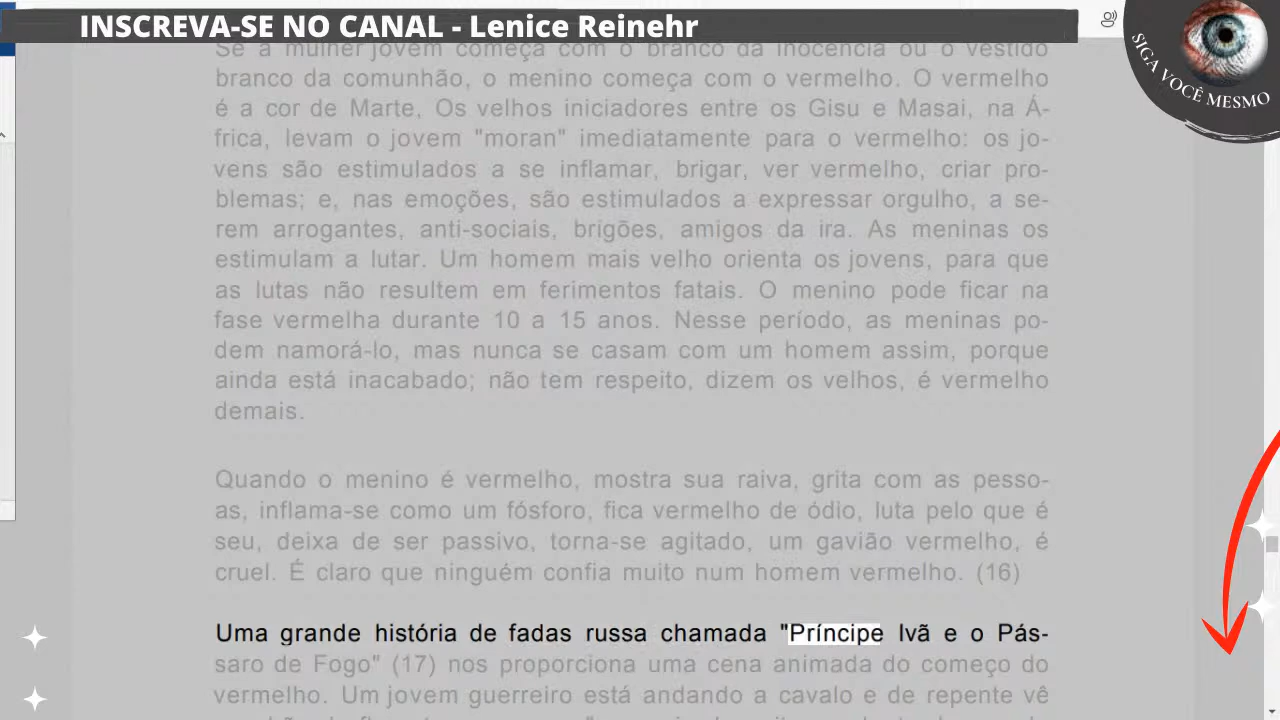 INSCREVA-SE NO CANAL - Lenice Reinehr
SIGA VOCÊ MESMO
Se a mulher jovem começa com o branco da inocência ou o vestido
branco da comunhão, o menino começa com o vermelho. O vermelho
é a cor de Marte, Os velhos iniciadores entre os Gisu e Masai, na Á-
frica, levam o jovem "moran" imediatamente para o vermelho: os jo-
vens são estimulados a se inflamar, brigar, ver vermelho, criar pro-
blemas; e, nas emoções, são estimulados a expressar orgulho, a se-
rem arrogantes, anti-sociais, brigões, amigos da ira. As meninas os
estimulam a lutar. Um homem mais velho orienta os jovens, para que
as lutas não resultem em ferimentos fatais. O menino pode ficar na
fase vermelha durante 10 a 15 anos. Nesse período, as meninas po-
dem namorá-lo, mas nunca se casam com um homem assim, porque
ainda está inacabado; não tem respeito, dizem os velhos, é vermelho
demais.
Quando o menino é vermelho, mostra sua raiva, grita com as pesso-
as, inflama-se como um fósforo, fica vermelho de ódio, luta pelo que é
seu, deixa de ser passivo, torna-se agitado, um gavião vermelho, é
cruel. É claro que ninguém confia muito num homem vermelho. (16)
Uma grande história de fadas russa chamada "Príncipe Ivã e o Pás-
saro de Fogo" (17) nos proporciona uma cena animada do começo do
vermelho. Um jovem guerreiro está andando a cavalo e de repente vê